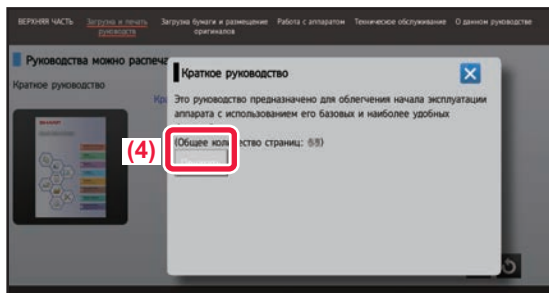 ВЕРХНЯЯ ЧАСТЬ
Загрузка и печать
руководств
Загрузка бумаги и размещение
оригиналов
Работа с аппаратом
Техническое обслуживание
О данном руководстве
Руководства можно распеча
Краткое руководство
Краткое руководство
Это руководство предназначено для облегчения начала эксплуатации
аппарата с использованием его базовых и наиболее удобных
(Общее количество страниц:
(4)
SHARP